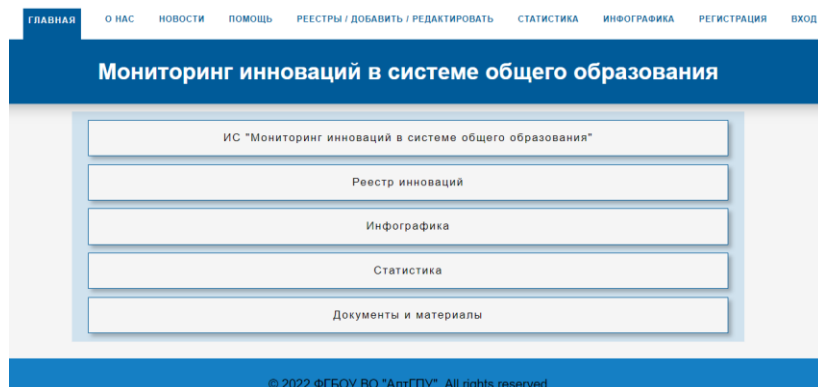 ГЛАВНАЯ О НАС НОВОСТИ ПОМОЩЬ РЕЕСТРЫ / ДОБАВИТЬ / РЕДАКТИРОВАТЬ СТАТИСТИКА ИНФОГРАФИКА РЕГИСТРАЦИЯ ВХОД
Мониторинг инноваций в системе общего образования
ИС "Мониторинг инноваций в системе общего образования"
Реестр инноваций
Инфографика
Статистика
Документы и материалы
© 2022 ФГБОУ ВО "АлтГПУ". All rights reserved